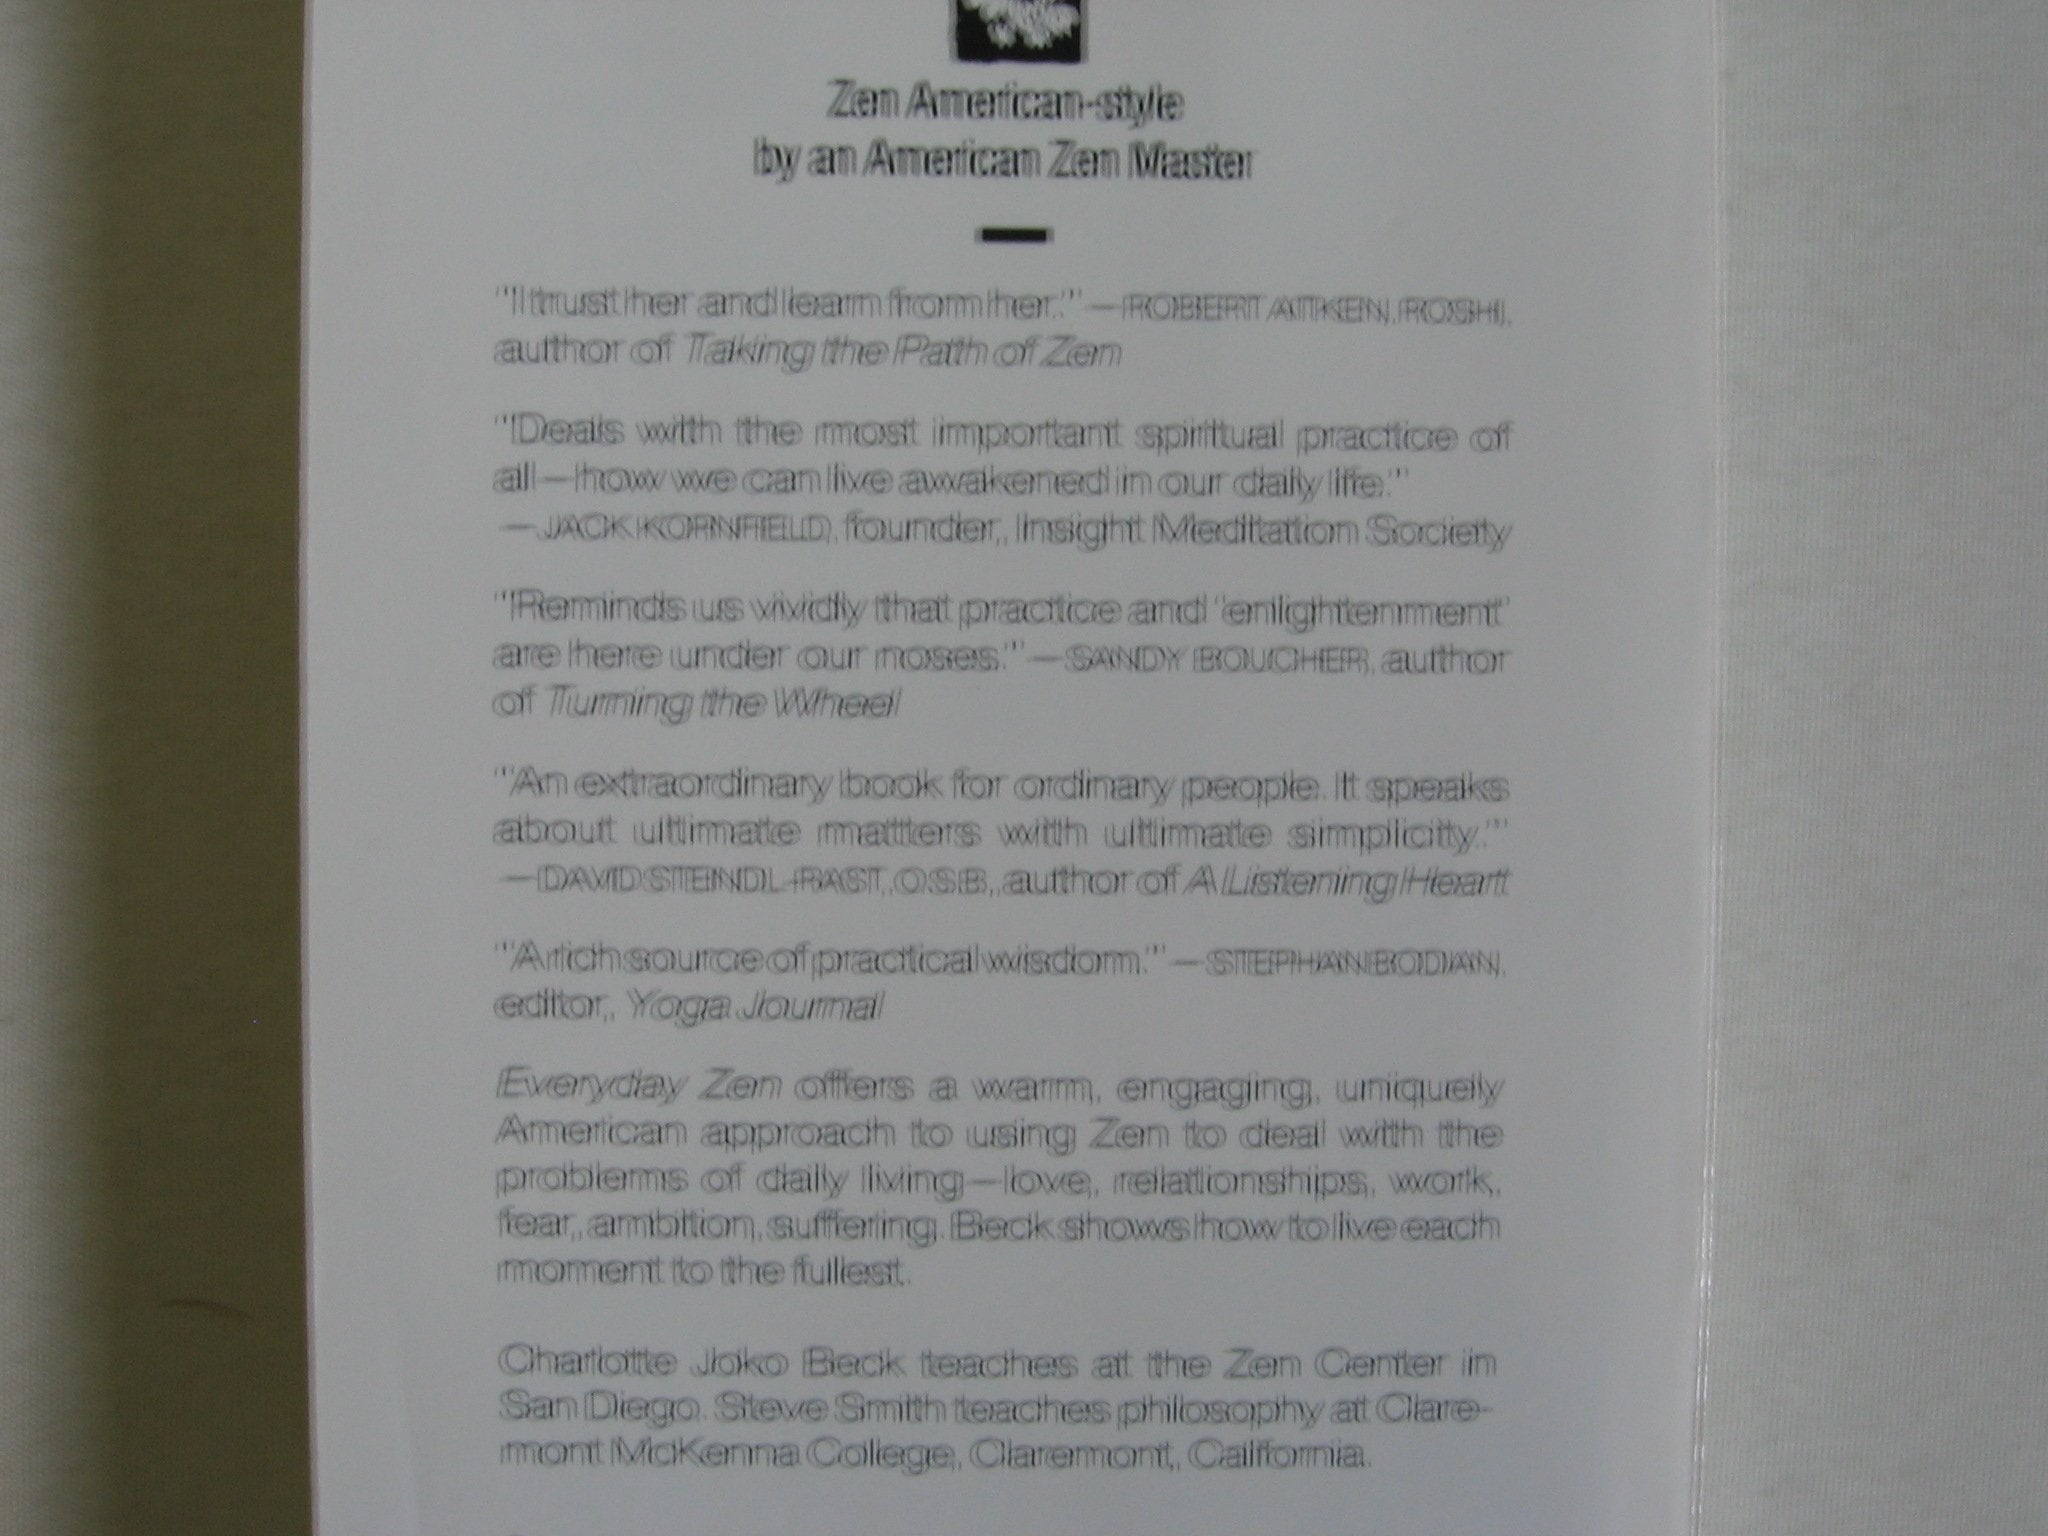 Zen American-style
by an American Zen Master
"I trust her and learn from her." —ROBERT AITKEN, ROSHI,
author of Taking the Path of Zen
"Deals with the most important spiritual practice of
all—how we can live awakened in our daily life."
—JACK KORNFIELD, founder, Insight Meditation Society
"Reminds us vividly that practice and 'enlightenment'
are here under our noses." —SANDY BOUCHER, author
of Turning the Wheel
"An extraordinary book for ordinary people. It speaks
about ultimate matters with ultimate simplicity."
—DAVID STEINDL-RAST, O.S.B., author of A Listening Heart
"A rich source of practical wisdom." —STEPHAN BODIAN,
editor, Yoga Journal
Everyday Zen offers a warm, engaging, uniquely
American approach to using Zen to deal with the
problems of daily living—love, relationships, work,
fear, ambition, suffering. Beck shows how to live each
moment to the fullest.
Charlotte Joko Beck teaches at the Zen Center in
San Diego. Steve Smith teaches philosophy at Clare-
mont McKenna College, Claremont, California.